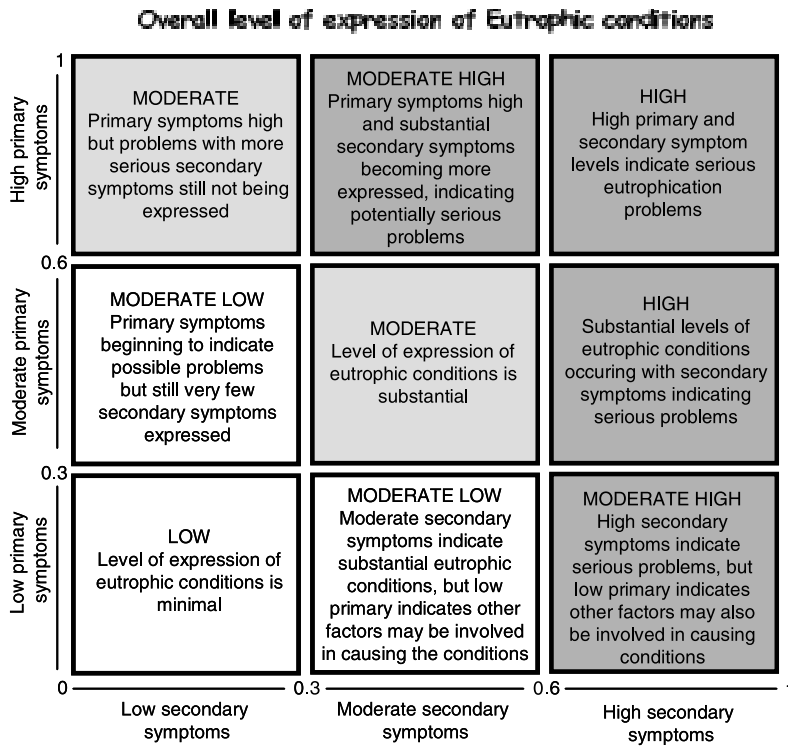 Overall level of expression of Eutrophic conditions
1
High primary
symptoms
MODERATE
Primary symptoms high
but problems with more
serious secondary
symptoms still not being
expressed
MODERATE HIGH
Primary symptoms high
and substantial
secondary symptoms
becoming more
expressed, indicating
potentially serious
problems
HIGH
High primary and
secondary symptom
levels indicate serious
eutrophication
problems
0.6
Moderate primary
symptoms
MODERATE LOW
Primary symptoms
beginning to indicate
possible problems
but still very few
secondary symptoms
expressed
MODERATE
Level of expression of
eutrophic conditions is
substantial
HIGH
Substantial levels of
eutrophic conditions
occuring with secondary
symptoms indicating
serious problems
0.3
Low primary
symptoms
LOW
Level of expression of
eutrophic conditions is
minimal
MODERATE LOW
Moderate secondary
symptoms indicate
substantial eutrophic
conditions, but low
primary indicates other
factors may be involved
in causing the conditions
MODERATE HIGH
High secondary
symptoms indicate
serious problems, but
low primary indicates
other factors may also
be involved in causing
conditions
0
0.3
0.6
Low secondary
symptoms
Moderate secondary
symptoms
High secondary
symptoms